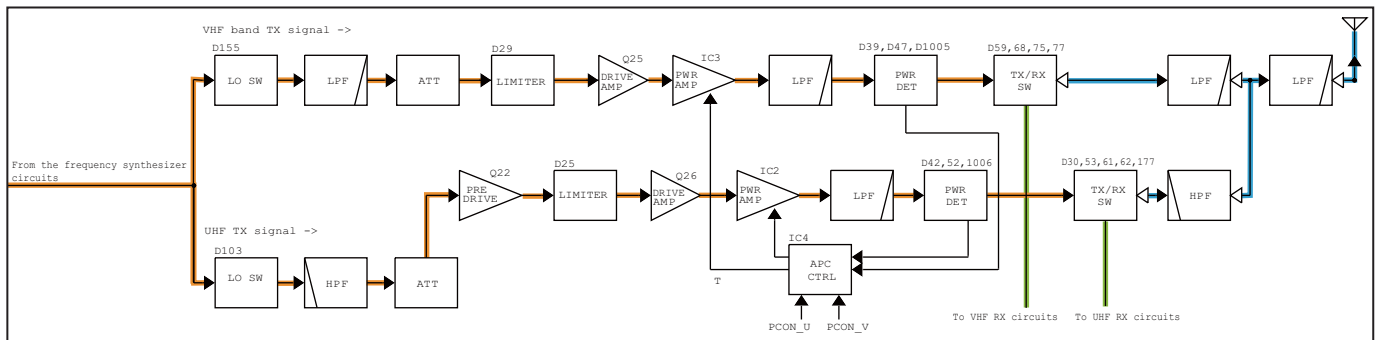 VHF band TX signal ->
D155
LO SW
LPF
ATT
D29
LIMITER
Q25
DRIVE
AMP
IC3
PWR
AMP
LPF
D39,D47,D1005
PWR
DET
D59,68,75,77
TX/RX
SW
LPF
LPF
From the frequency synthesizer
circuits
Q22
PRE
DRIVE
D25
LIMITER
Q26
DRIVE
AMP
IC2
PWR
AMP
LPF
D42,52,1006
PWR
DET
D30,53,61,62,177
TX/RX
SW
HPF
UHF TX signal ->
D103
LO SW
HPF
ATT
IC4
APC
CTRL
T
PCON_U
PCON_V
To VHF RX circuits
To UHF RX circuits